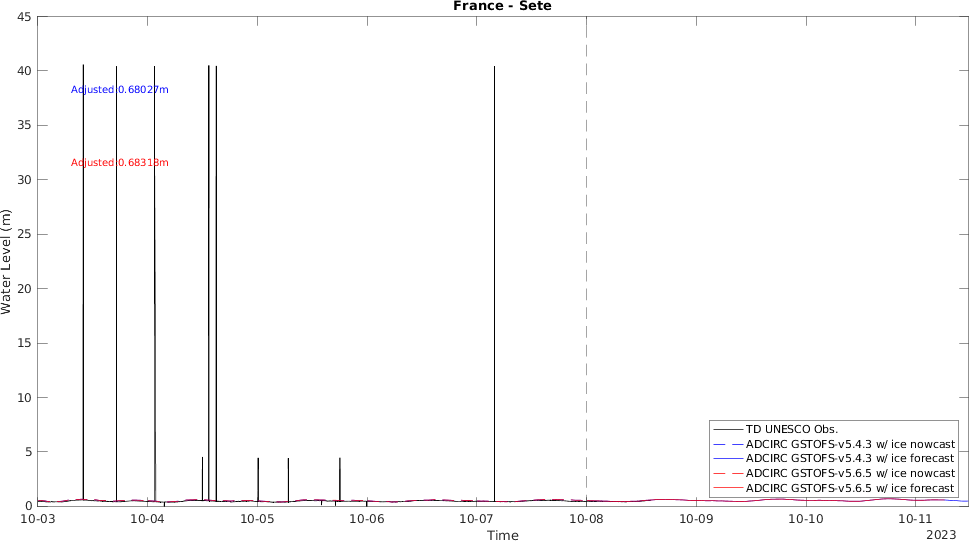 France - Sete
45
40
35
30
25
20
15
10
5
0
Water Level (m)
Adjusted 0.68027m
Adjusted 0.68318m
TD UNESCO Obs.
ADCIRC GSTOFS-v5.4.3 w/ ice nowcast
ADCIRC GSTOFS-v5.4.3 w/ ice forecast
ADCIRC GSTOFS-v5.6.5 w/ ice nowcast
ADCIRC GSTOFS-v5.6.5 w/ ice forecast
10-03 10-04 10-05 10-06 10-07 10-08 10-09 10-10 10-11
Time
2023